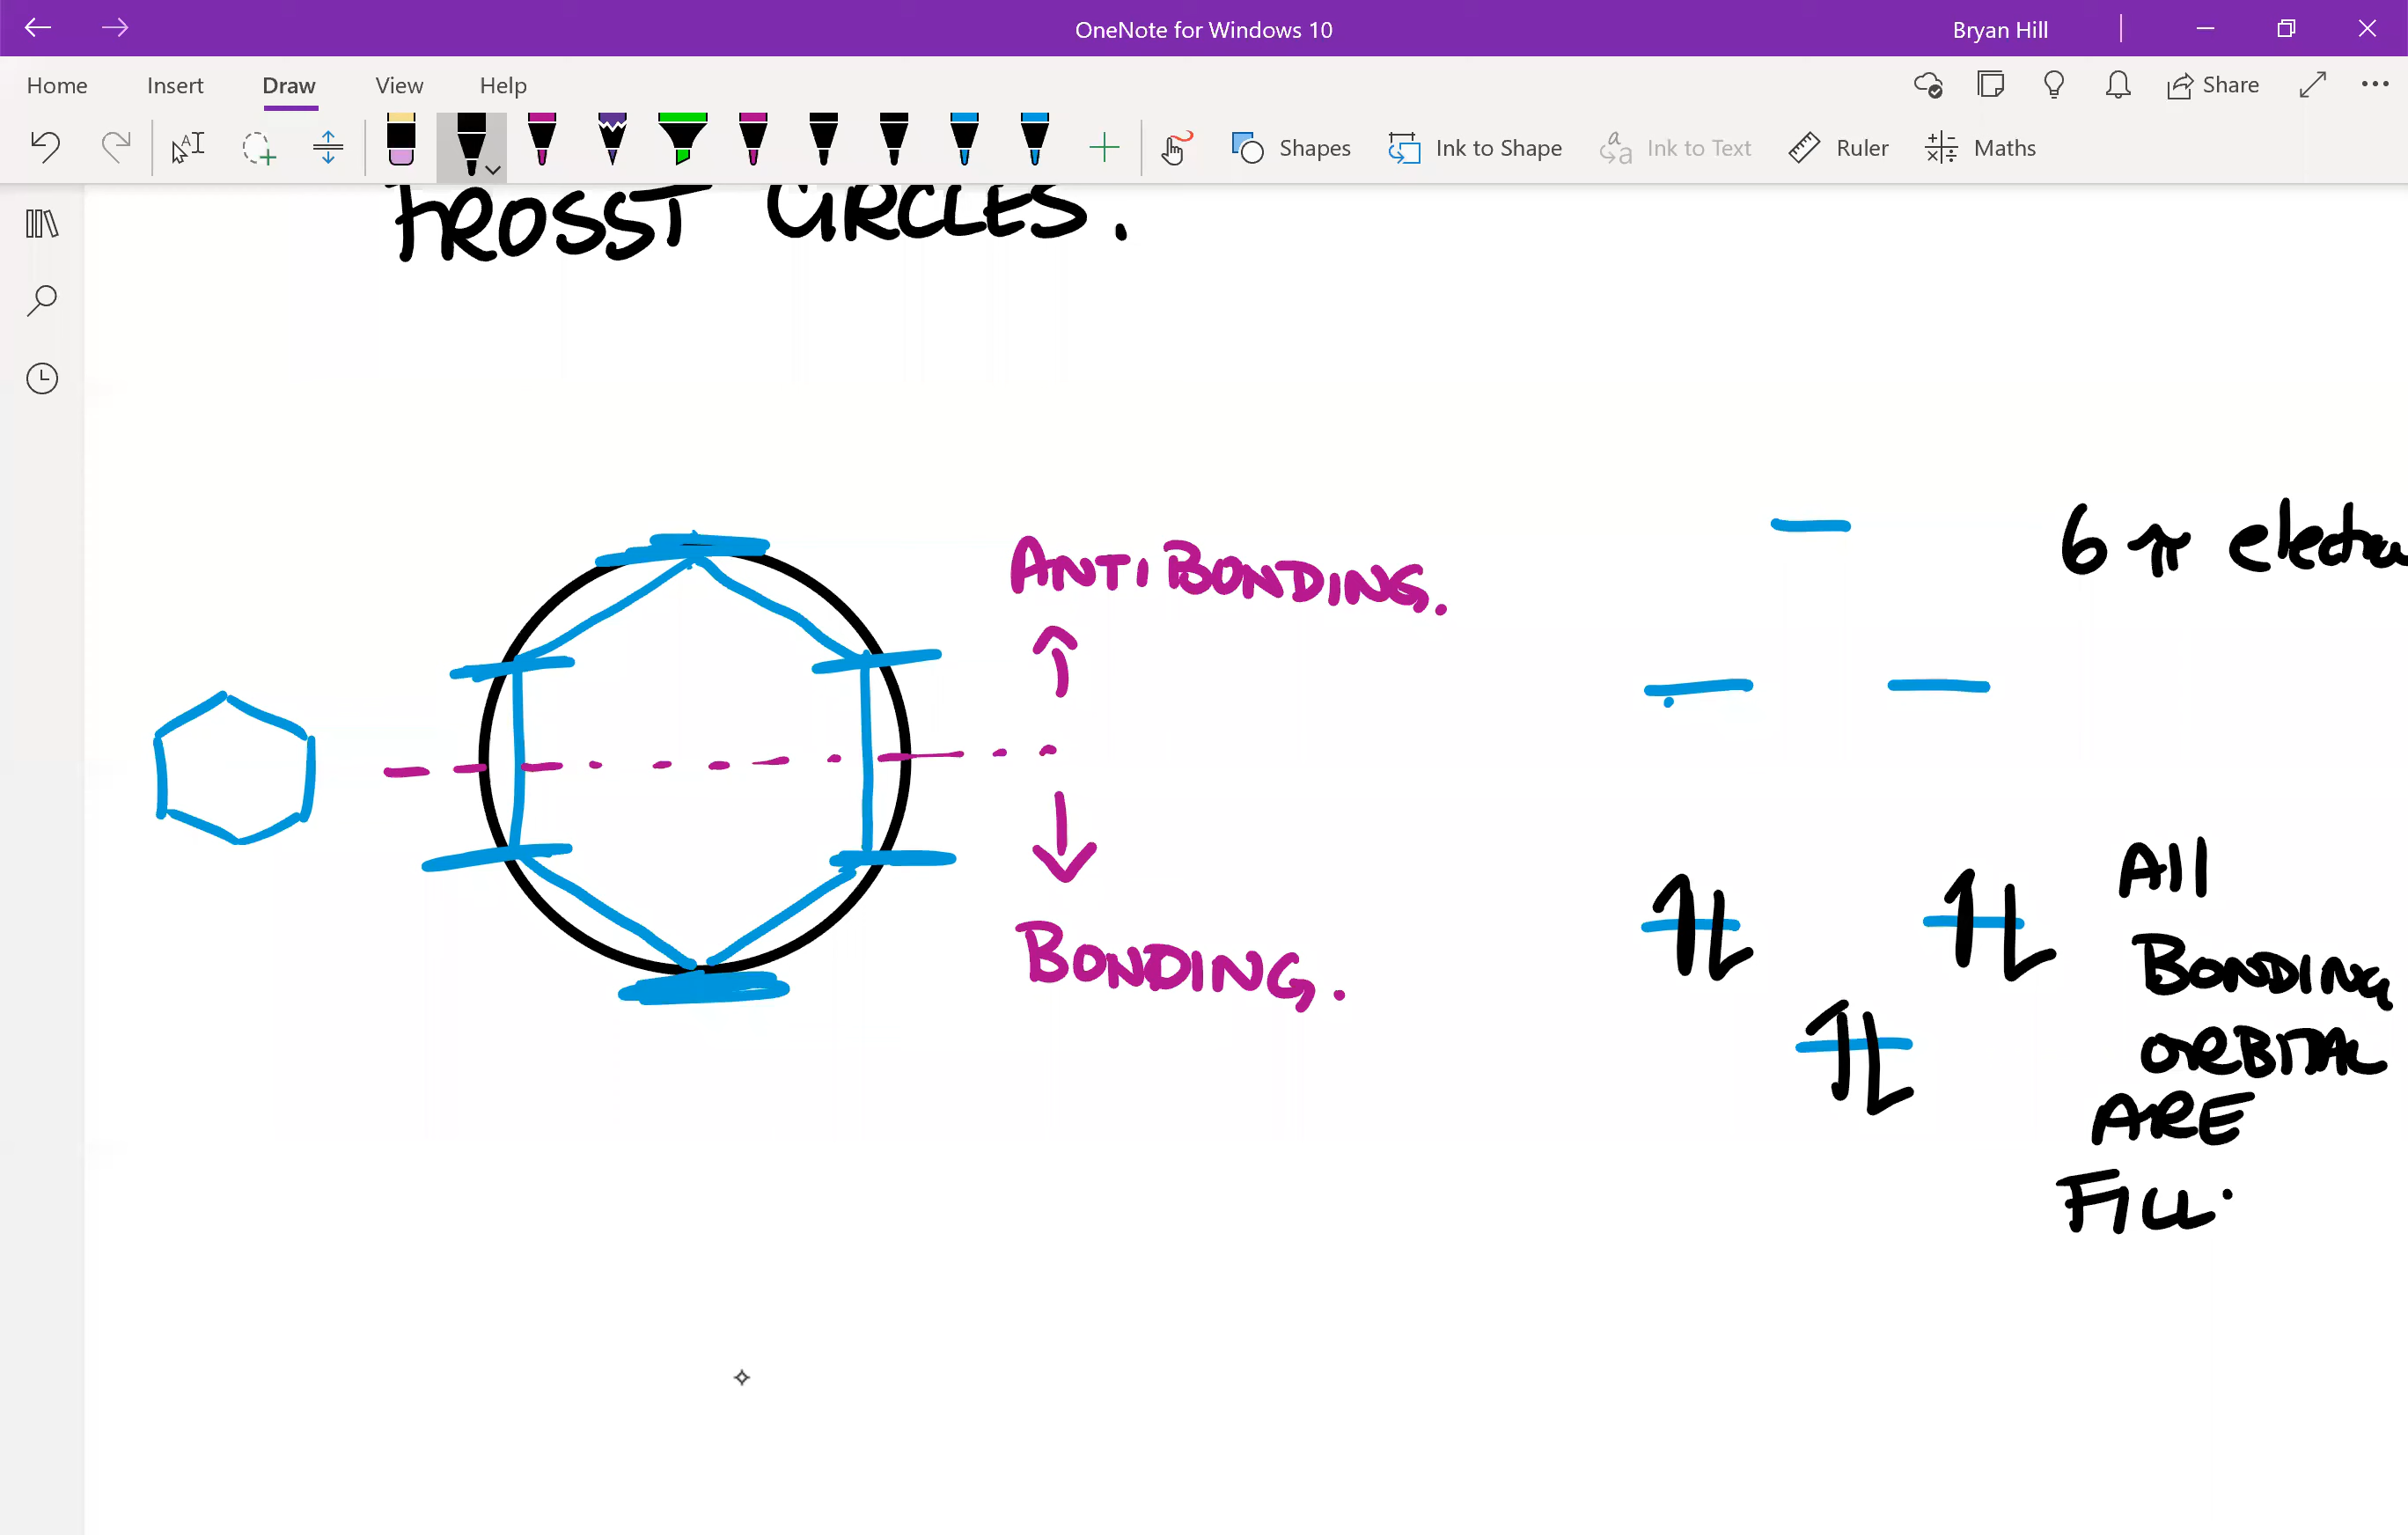 OneNote for Windows 10
Bryan Hill
Home Insert Draw View Help
Share
Shapes Ink to Shape Ink to Text Ruler Maths
FROSST CIRCLES.
6 π electron
ANTI BONDING.
BONDING.
All
BONDING
ORBITAL
ARE
FILL.